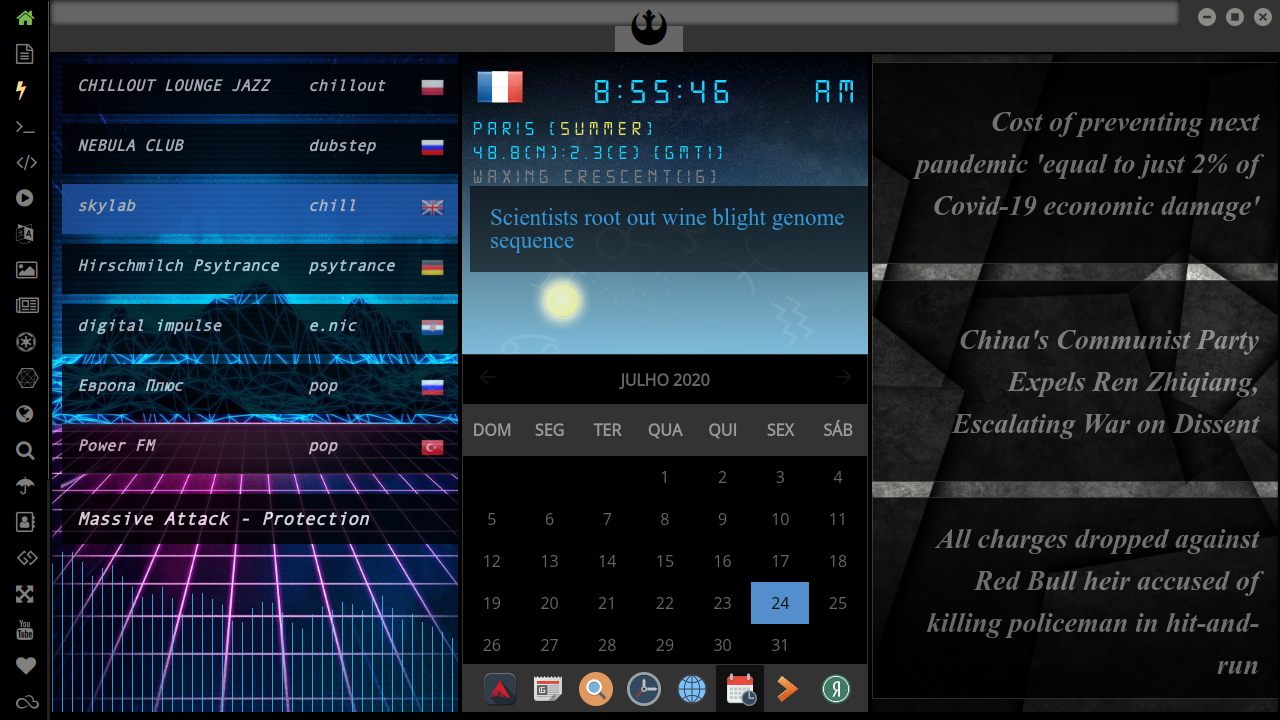 CHILLOUT LOUNGE JAZZ chillout
NEBULA CLUB dubstep
skylab chill
Hirschmilch Psytrance psytrance
digital impulse e.nic
Европа Плюс pop
Power FM pop
Massive Attack - Protection
8:55:46 AM
PARIS (SUMMER)
48.8(N):2.3(E) (GMT1)
WAXING CRESCENT(16)
Scientists root out wine blight genome
sequence
JULHO 2020
DOM SEG TER QUA QUI SEX SÁB
1 2 3 4
5 6 7 8 9 10 11
12 13 14 15 16 17 18
19 20 21 22 23 24 25
26 27 28 29 30 31
Я
Cost of preventing next
pandemic 'equal to just 2% of
Covid-19 economic damage'
China's Communist Party
Expels Ren Zhiqiang,
Escalating War on Dissent
All charges dropped against
Red Bull heir accused of
killing policeman in hit-and-
run
You
Tube